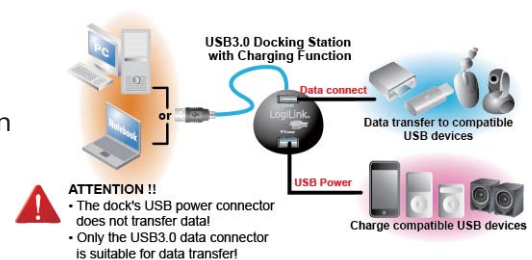 PC
Notebook
or
USB3.0 Docking Station
with Charging Function
LogiLink.
Data connect
Data transfer to compatible
USB devices
USB Power
Charge compatible USB devices
n
ATTENTION !!
• The dock's USB power connector
does not transfer data!
• Only the USB3.0 data connector
is suitable for data transfer!